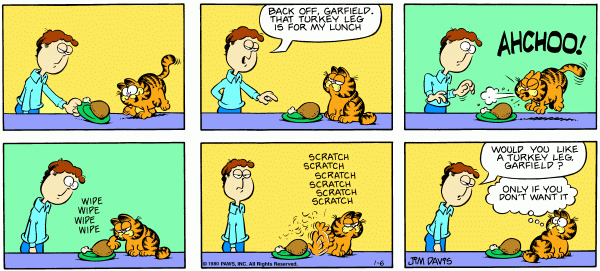 BACK OFF, GARFIELD.
THAT TURKEY LEG
IS FOR MY LUNCH
AHCHOO!
WIPE
WIPE
WIPE
WIPE
SCRATCH
SCRATCH
SCRATCH
SCRATCH
SCRATCH
SCRATCH
© 1990 PAWS, INC. All Rights Reserved.
1-6
WOULD YOU LIKE
A TURKEY LEG,
GARFIELD?
ONLY IF YOU
DON'T WANT IT
JIM DAVIS